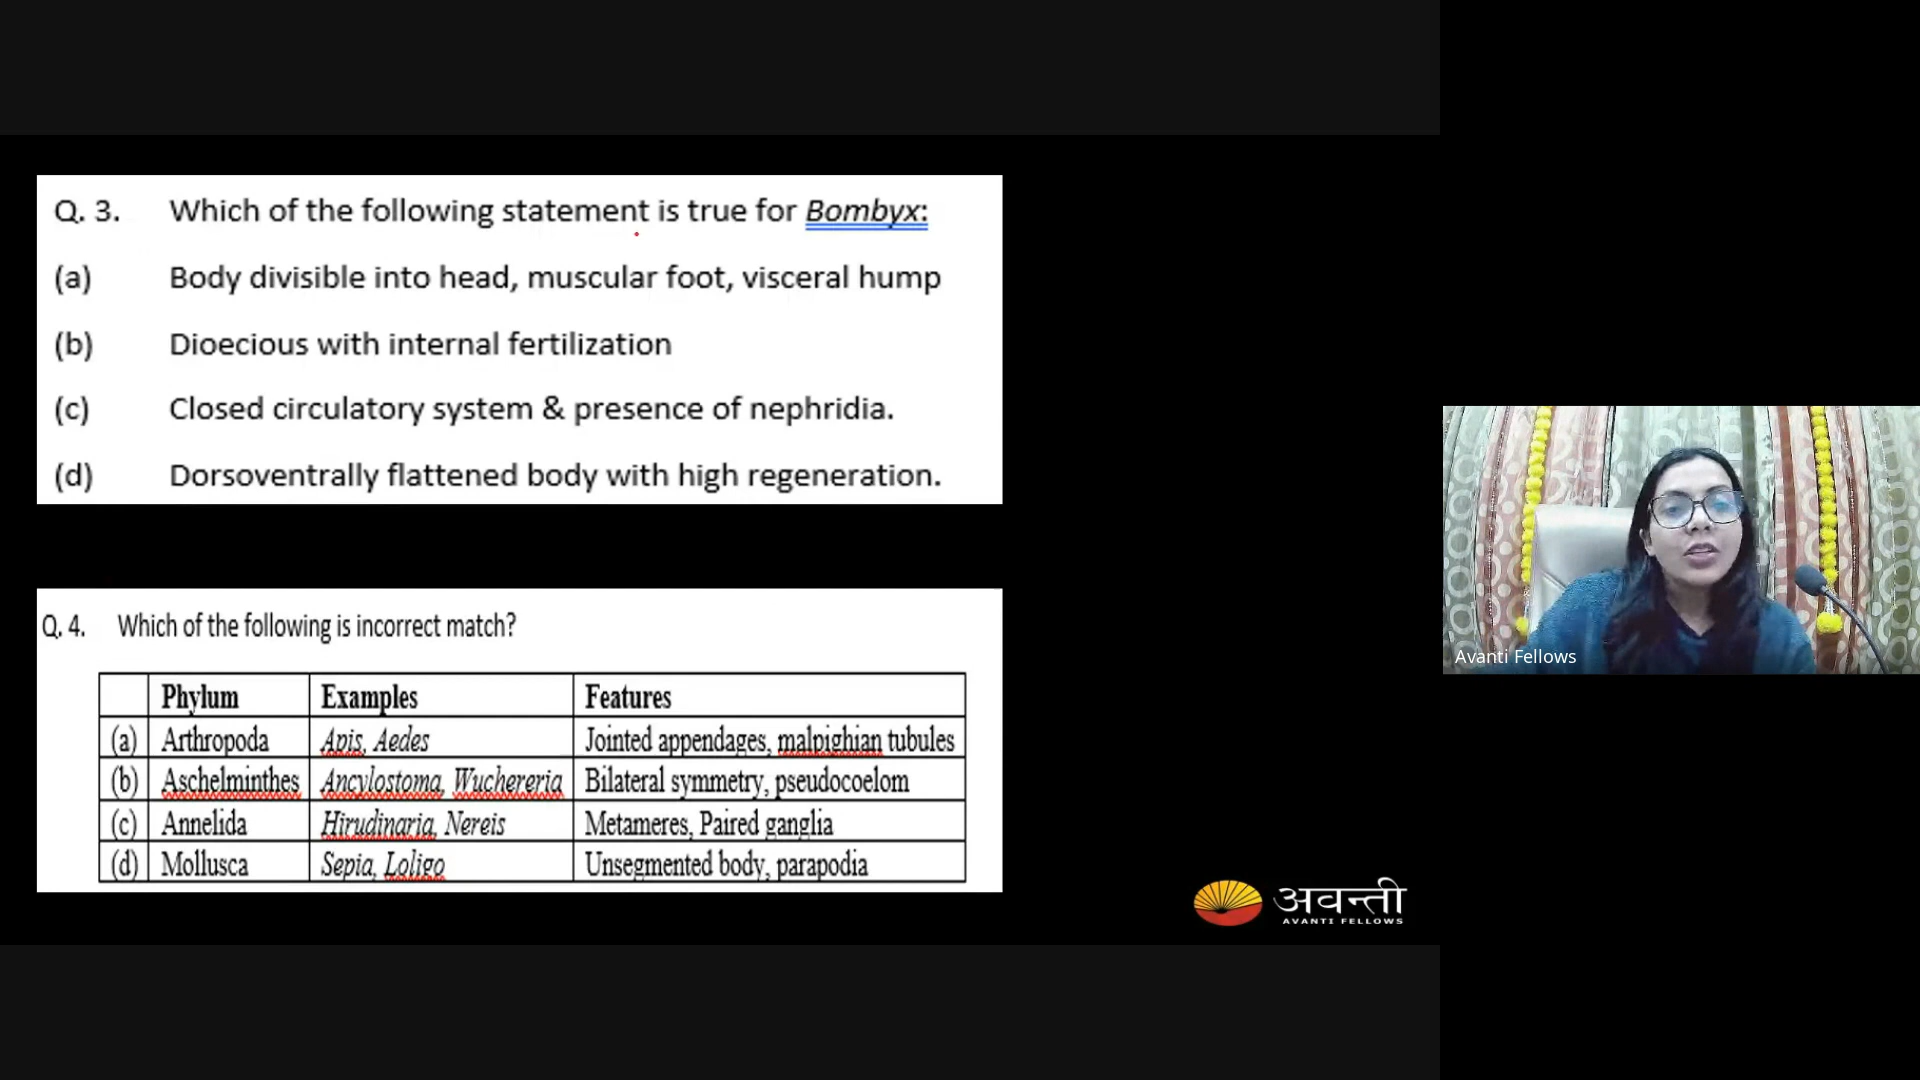 Q. 3. Which of the following statement is true for Bombyx:
(a) Body divisible into head, muscular foot, visceral hump
(b) Dioecious with internal fertilization
(c) Closed circulatory system & presence of nephridia.
(d) Dorsoventrally flattened body with high regeneration.
Q. 4. Which of the following is incorrect match?
Phylum Examples Features
(a) Arthropoda Apis, Aedes Jointed appendages, malpighian tubules
(b) Aschelminthes Ancylostoma, Wuchereria Bilateral symmetry, pseudocoelom
(c) Annelida Hirudinaria, Nereis Metameres, Paired ganglia
(d) Mollusca Sepia, Loligo Unsegmented body, parapodia
अवन्ती
AVANTI FELLOWS
Avanti Fellows